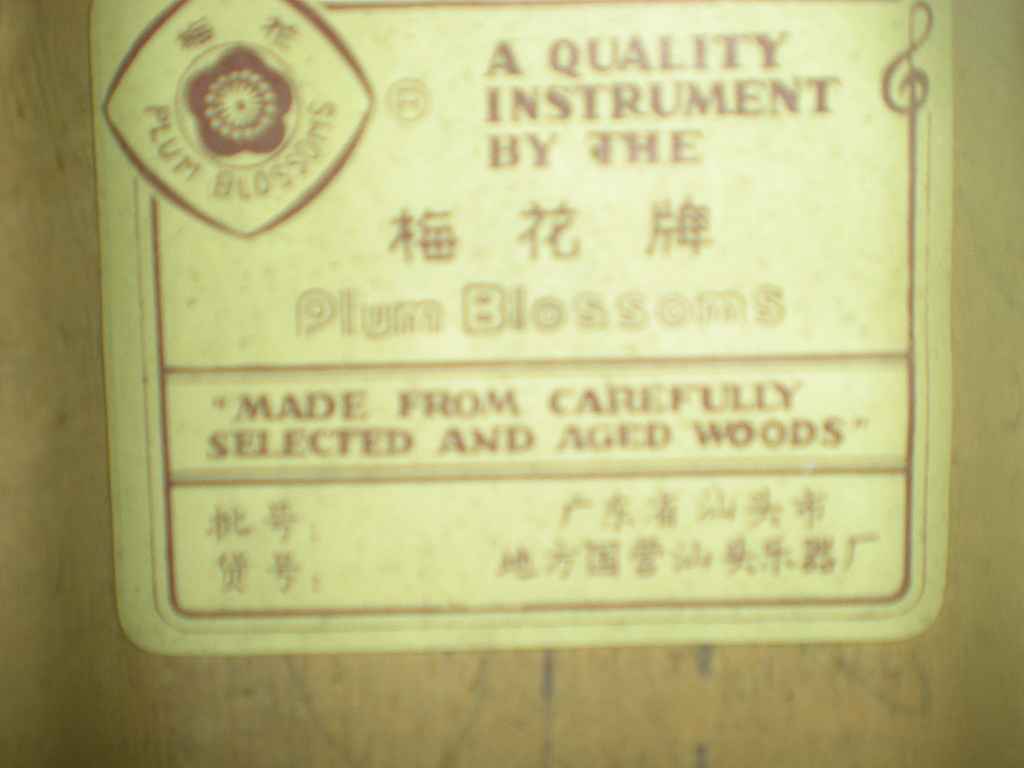 梅花
PLUM BLOSSOMS
®
A QUALITY
INSTRUMENT
BY THE
梅花牌
Plum Blossoms
"MADE FROM CAREFULLY
SELECTED AND AGED WOODS"
批号:
广东省汕头市
货号:
地方国营汕头乐器厂